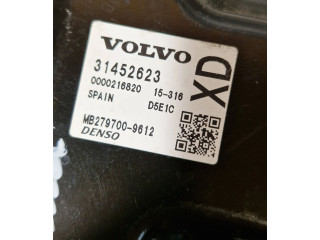 VOLVO
31452623
0000216820 15-316
SPAIN D5E1C
XD
MB279700-9612
DENSO